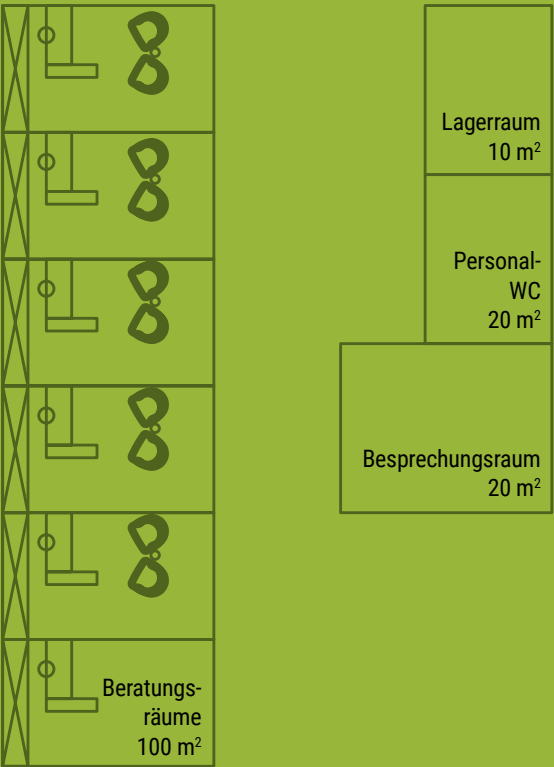 Lagerraum
10 m²
Personal-
WC
20 m²
Besprechungsraum
20 m²
Beratungs-
räume
100 m²